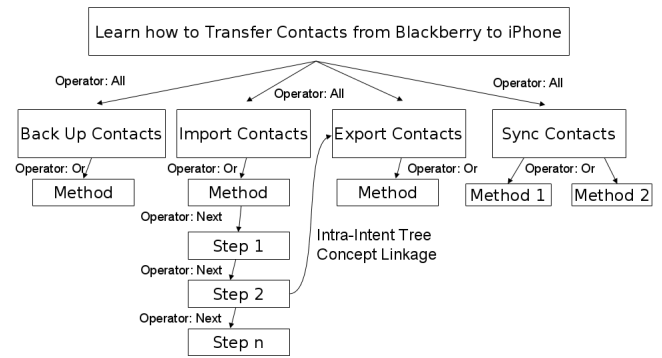 Learn how to Transfer Contacts from Blackberry to iPhone
Operator: All
Operator: All
Operator: All
Back Up Contacts
Import Contacts
Export Contacts
Sync Contacts
Operator: Or
Operator: Or
Operator: Or
Operator: Or
Method
Method
Method
Method 1
Method 2
Operator: Next
Step 1
Intra-Intent Tree
Concept Linkage
Operator: Next
Step 2
Operator: Next
Step n